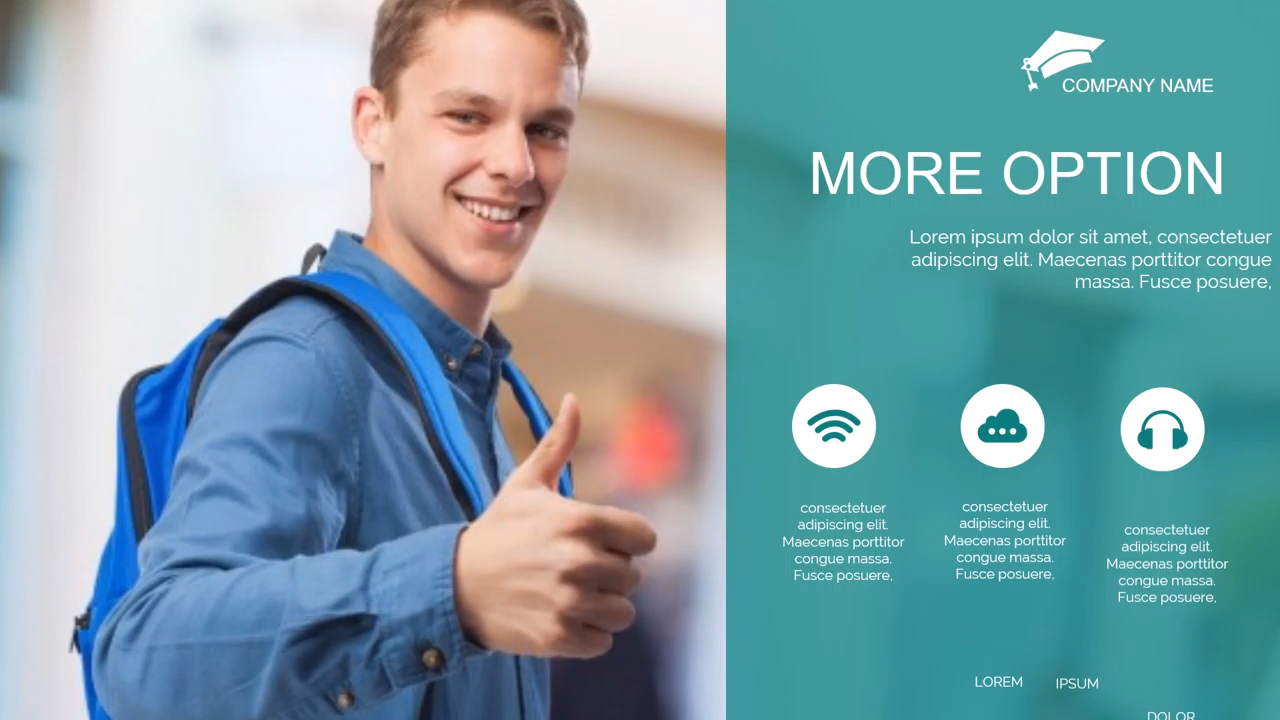 COMPANY NAME
MORE OPTION
Lorem ipsum dolor sit amet, consectetuer
adipiscing elit. Maecenas porttitor congue
massa. Fusce posuere,
consectetuer
adipiscing elit.
Maecenas porttitor
congue massa.
Fusce posuere,
consectetuer
adipiscing elit.
Maecenas porttitor
congue massa.
Fusce posuere,
consectetuer
adipiscing elit.
Maecenas porttitor
congue massa.
Fusce posuere,
LOREM
IPSUM
DOLOR